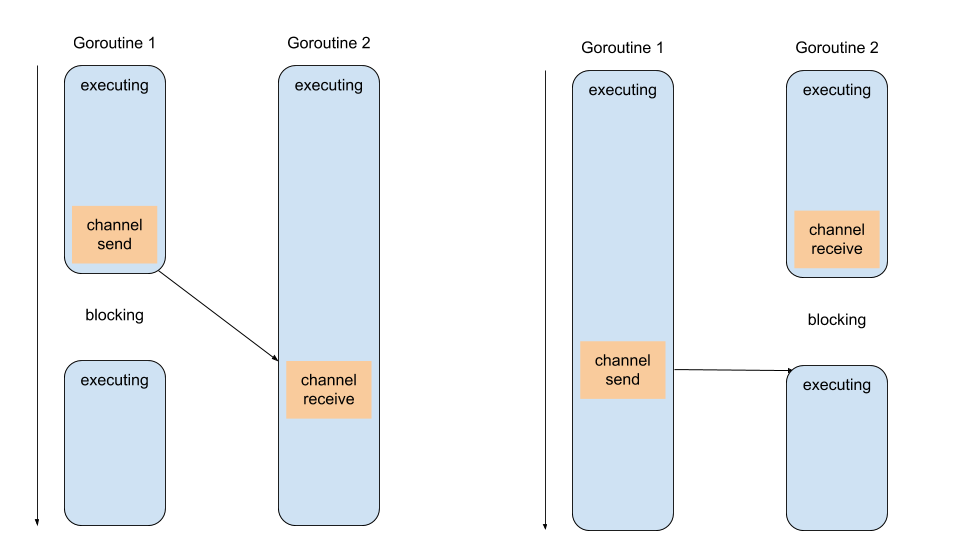 Goroutine 1
Goroutine 2
executing
executing
channel
send
blocking
executing
channel
receive
Goroutine 1
Goroutine 2
executing
executing
channel
receive
blocking
channel
send
executing